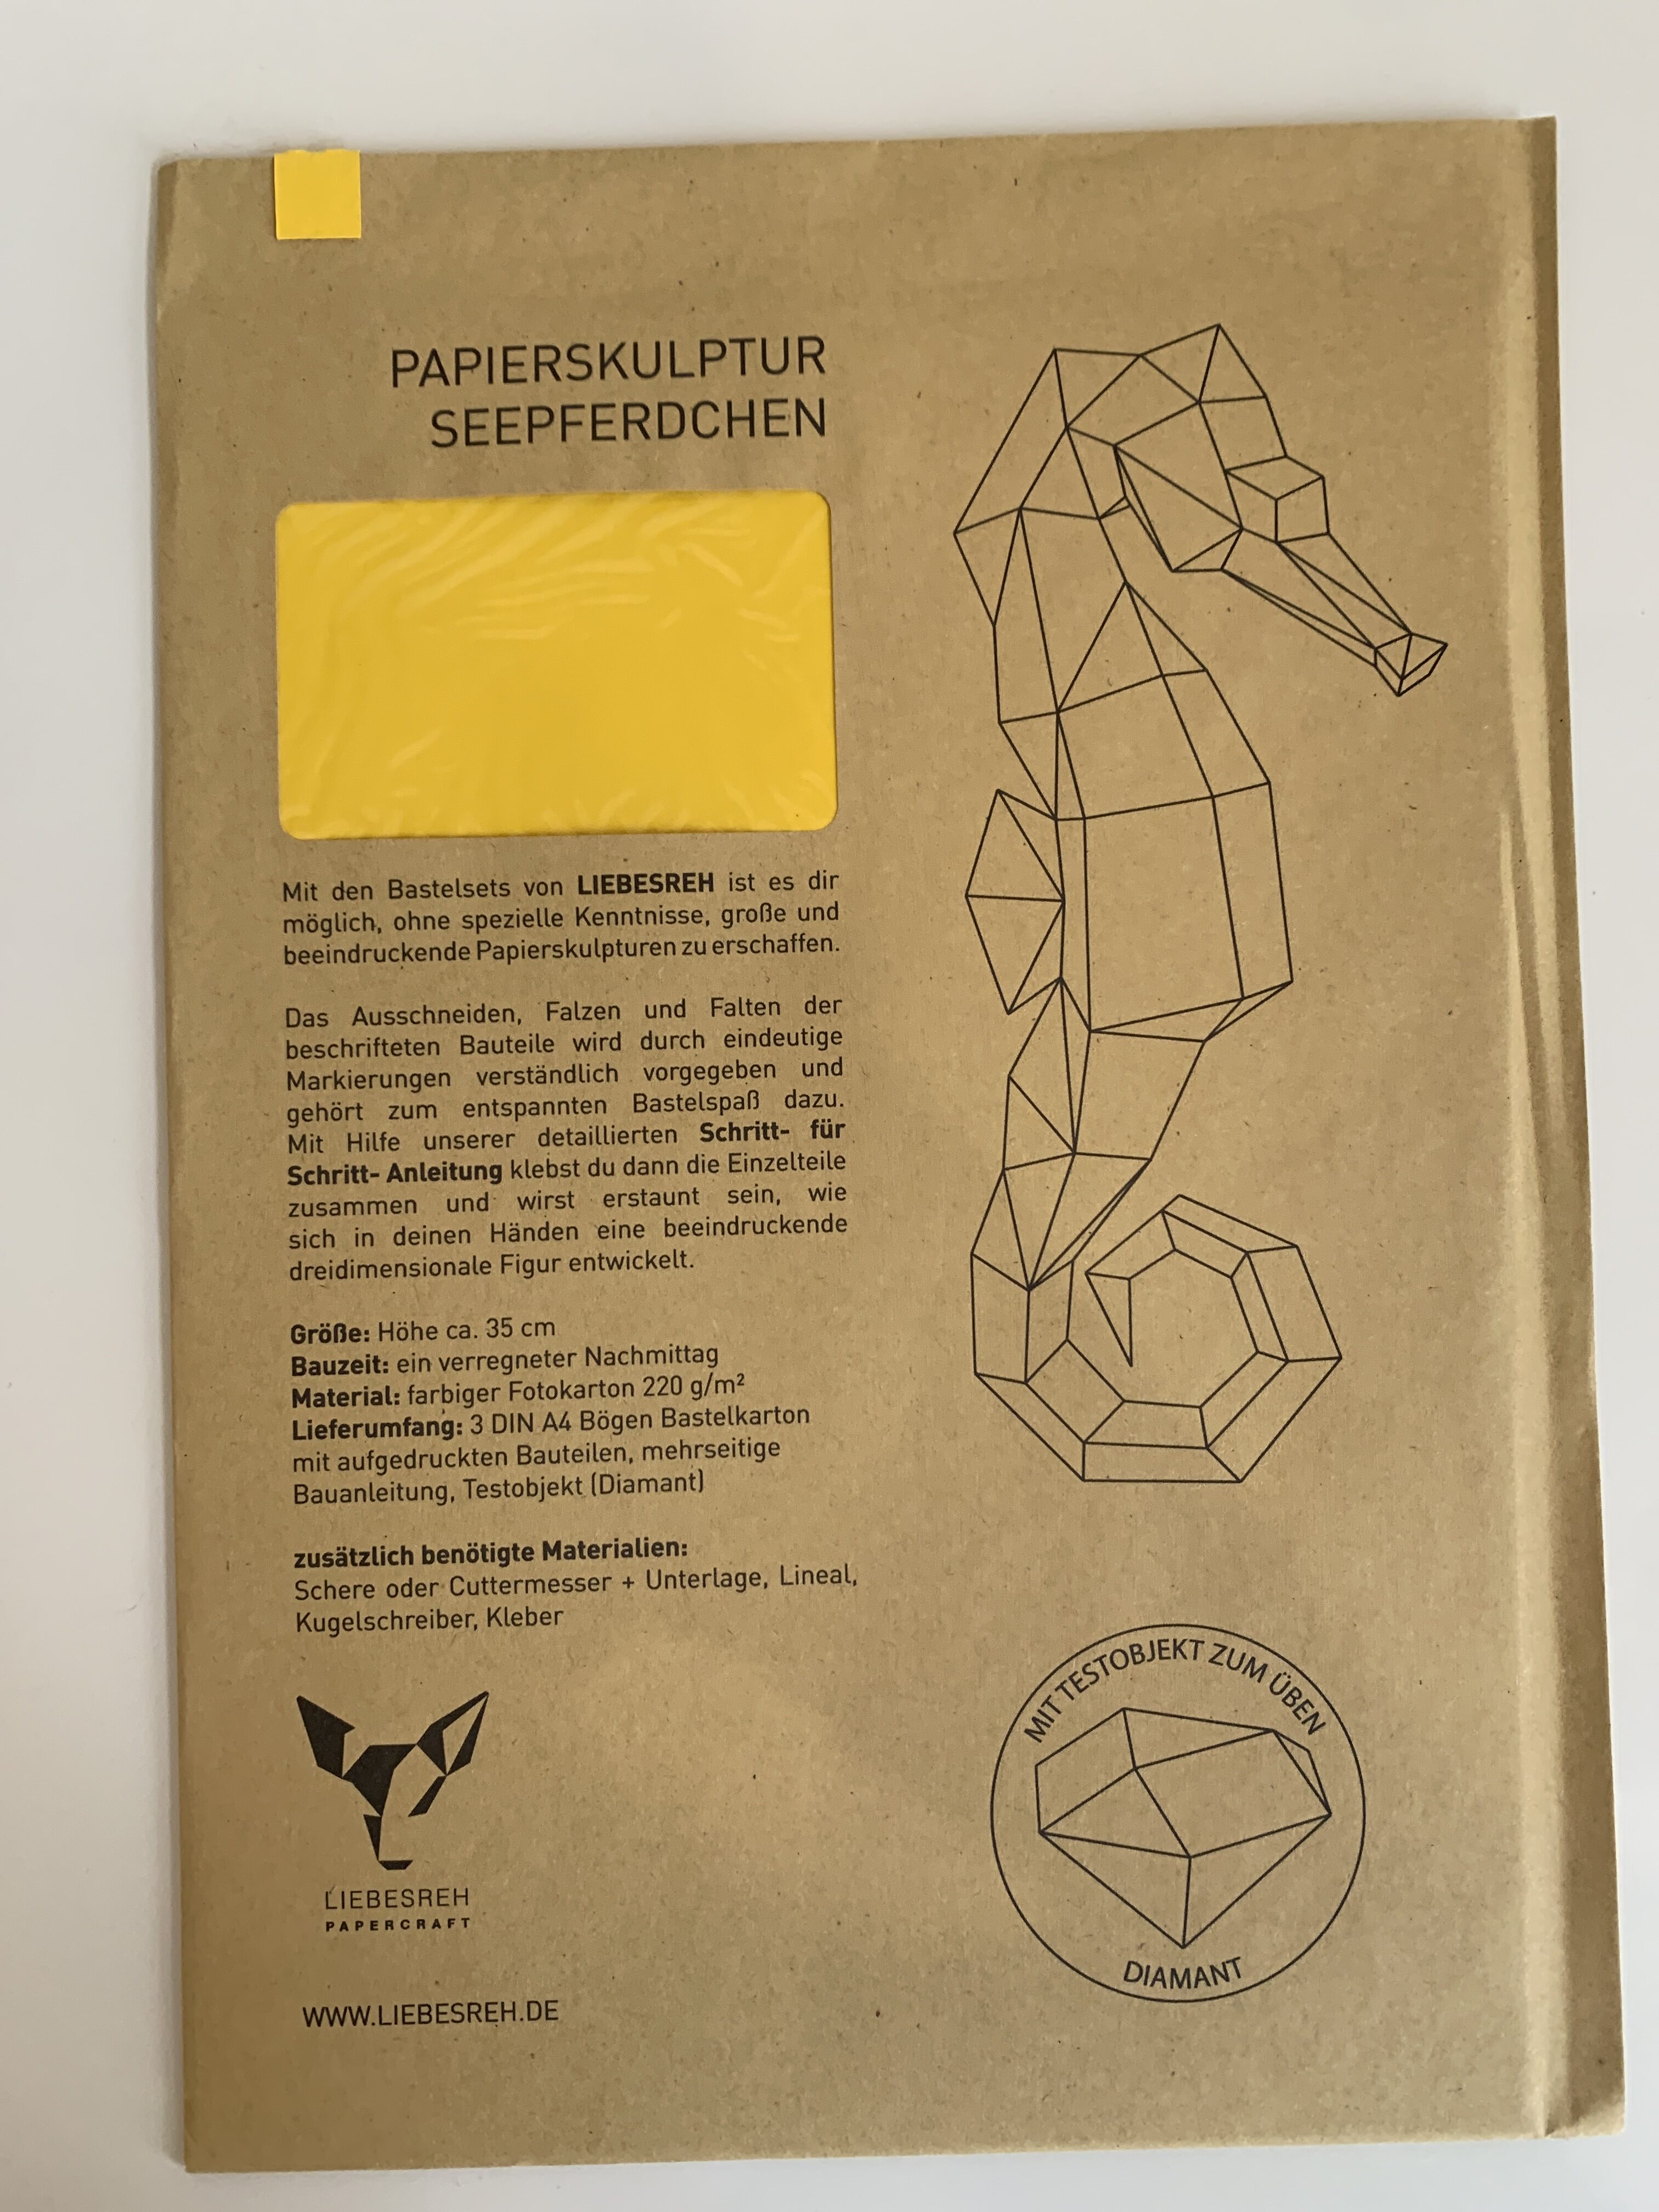 PAPIERSKULPTUR
SEEPFERDCHEN
Mit den Bastelsets von LIEBESREH ist es dir
möglich, ohne spezielle Kenntnisse, große und
beeindruckende Papierskulpturen zu erschaffen.
Das Ausschneiden, Falzen und Falten der
beschrifteten Bauteile wird durch eindeutige
Markierungen verständlich vorgegeben und
gehört zum entspannten Bastelspaß dazu.
Mit Hilfe unserer detaillierten Schritt- für
Schritt- Anleitung klebst du dann die Einzelteile
zusammen und wirst erstaunt sein, wie
sich in deinen Händen eine beeindruckende
dreidimensionale Figur entwickelt.
Größe: Höhe ca. 35 cm
Bauzeit: ein verregneter Nachmittag
Material: farbiger Fotokarton 220 g/m²
Lieferumfang: 3 DIN A4 Bögen Bastelkarton
mit aufgedruckten Bauteilen, mehrseitige
Bauanleitung, Testobjekt (Diamant)
zusätzlich benötigte Materialien:
Schere oder Cuttermesser + Unterlage, Lineal,
Kugelschreiber, Kleber
LIEBESREH
PAPERCRAFT
WWW.LIEBESREH.DE
MIT TESTOBJEKT ZUM ÜBEN
DIAMANT